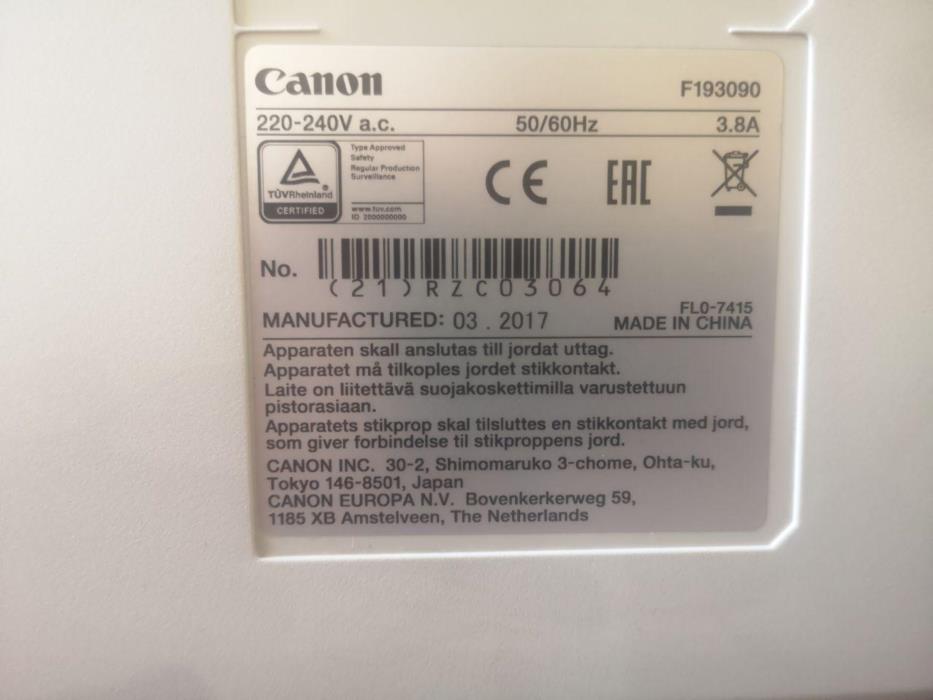 Canon F193090
220-240V a.c. 50/60Hz 3.8A
Type Approved
Safety
Regular Production
Surveillance
TÜVRheinland
CERTIFIED
www.tuv.com
ID 2000000000
CE EAC
No.
(21)RZC03064
FL0-7415
MANUFACTURED: 03 . 2017 MADE IN CHINA
Apparaten skall anslutas till jordat uttag.
Apparatet må tilkoples jordet stikkontakt.
Laite on liitettävä suojakoskettimilla varustettuun
pistorasiaan.
Apparatets stikprop skal tilsluttes en stikkontakt med jord,
som giver forbindelse til stikproppens jord.
CANON INC. 30-2, Shimomaruko 3-chome, Ohta-ku,
Tokyo 146-8501, Japan
CANON EUROPA N.V. Bovenkerkerweg 59,
1185 XB Amstelveen, The Netherlands